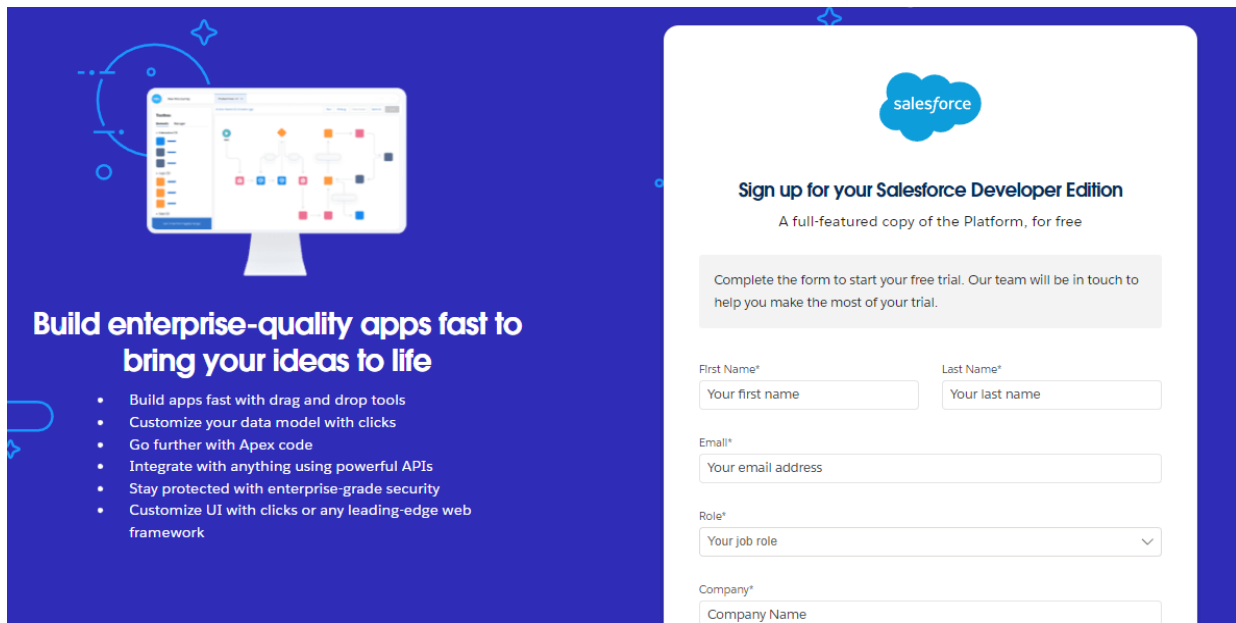 Build enterprise-quality apps fast to
bring your ideas to life
• Build apps fast with drag and drop tools
• Customize your data model with clicks
• Go further with Apex code
• Integrate with anything using powerful APIs
• Stay protected with enterprise-grade security
• Customize UI with clicks or any leading-edge web
framework
salesforce
Sign up for your Salesforce Developer Edition
A full-featured copy of the Platform, for free
Complete the form to start your free trial. Our team will be in touch to
help you make the most of your trial.
First Name* Last Name*
Your first name Your last name
Email*
Your email address
Role*
Your job role
Company*
Company Name